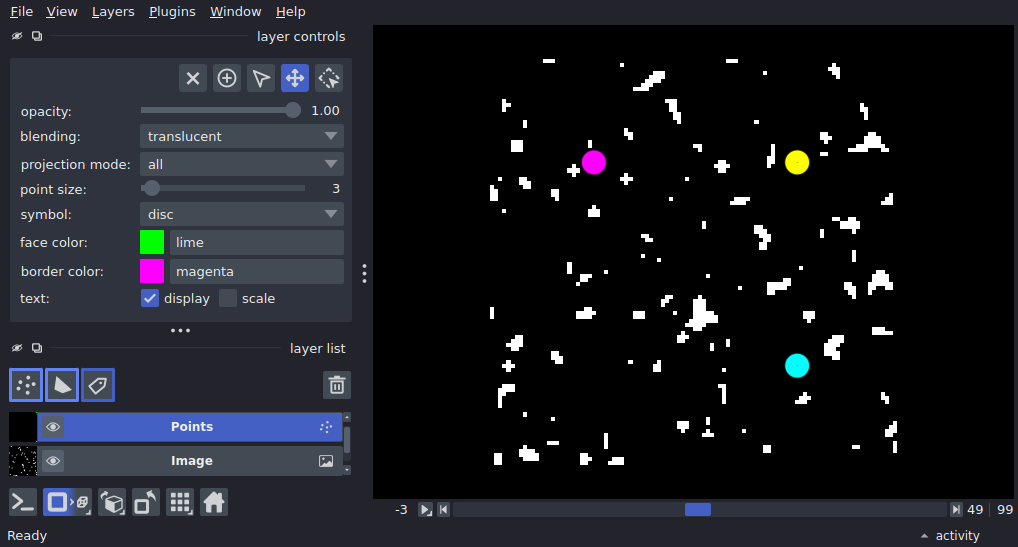 File View Layers Plugins Window Help
layer controls
opacity: 1.00
blending: translucent
projection mode: all
point size: 3
symbol: disc
face color: lime
border color: magenta
text: display scale
layer list
Points
Image
-3 49 99
Ready activity